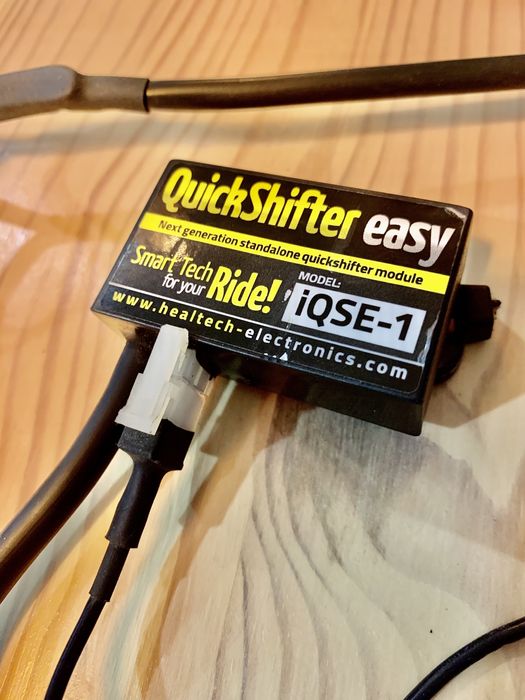 QuickShifter easy
Next generation standalone quickshifter module
Smart Tech
for your Ride!
MODEL:
iQSE-1
www.healtech-electronics.com